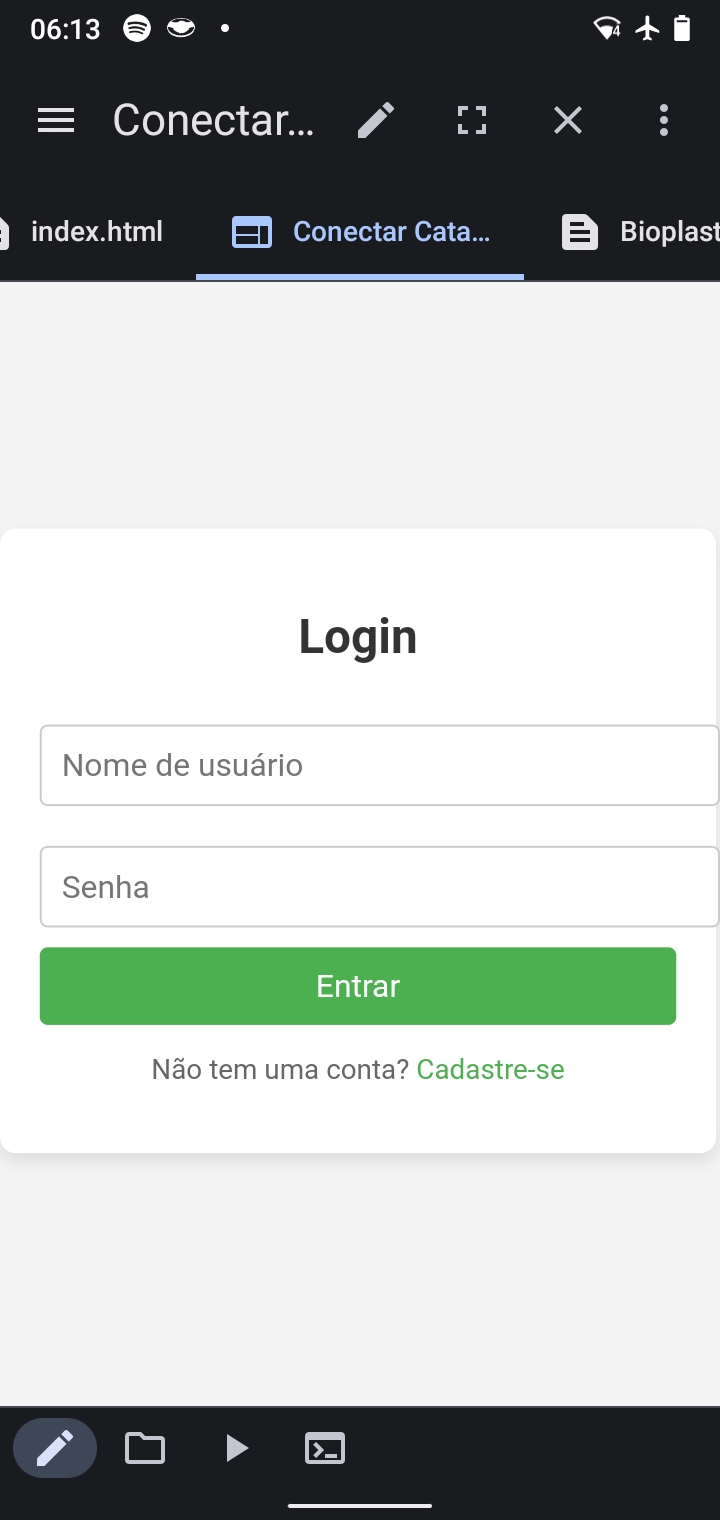 06:13
Conectar...
index.html
Conectar Cata...
Bioplast
Login
Nome de usuário
Senha
Entrar
Não tem uma conta? Cadastre-se